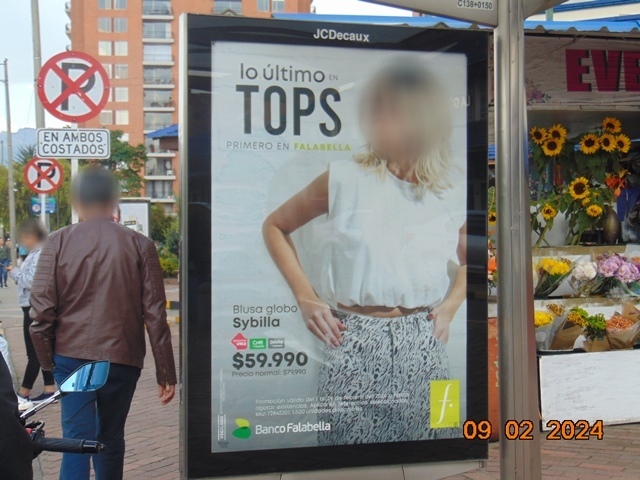 C138+0150
JCDecaux
lo último EN
TOPS
PRIMERO EN FALABELLA
EVE
P
EN AMBOS
COSTADOS
P
Blusa globo
Sybilla
$59.990
Precio normal: $79.990
Banco Falabella
f.
09 02 2024